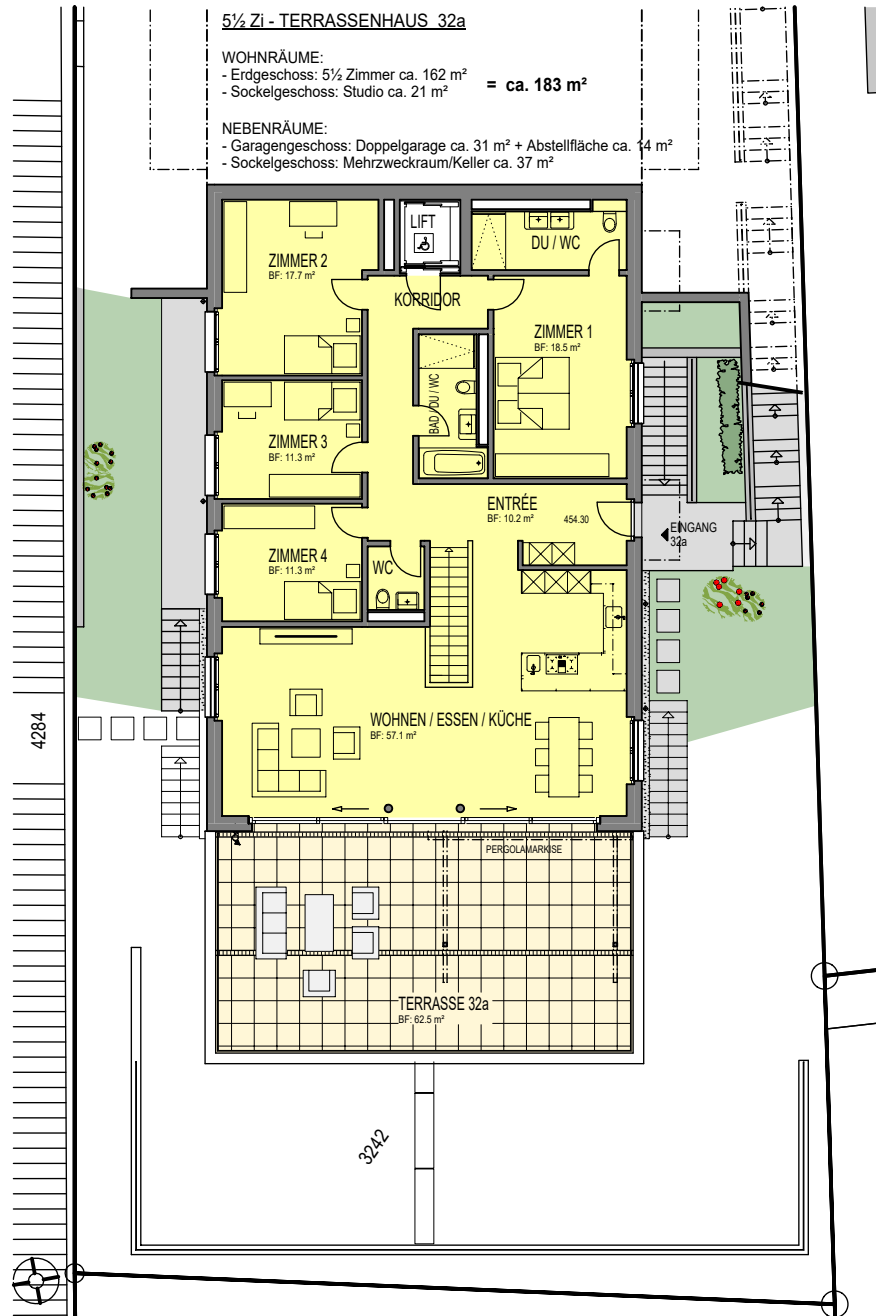 5½ Zi - TERRASSENHAUS 32a
WOHNRÄUME:
- Erdgeschoss: 5½ Zimmer ca. 162 m²
- Sockelgeschoss: Studio ca. 21 m²
= ca. 183 m²
NEBENRÄUME:
- Garagengeschoss: Doppelgarage ca. 31 m² + Abstellfläche ca. 14 m²
- Sockelgeschoss: Mehrzweckraum/Keller ca. 37 m²
LIFT
DU / WC
ZIMMER 2
BF: 17.7 m²
KORRIDOR
ZIMMER 1
BF: 18.5 m²
BAD / DU / WC
ZIMMER 3
BF: 11.3 m²
ENTRÉE
BF: 10.2 m²
454.30
EINGANG
32a
ZIMMER 4
BF: 11.3 m²
WC
WOHNEN / ESSEN / KÜCHE
BF: 57.1 m²
4284
PERGOLAMARKISE
TERRASSE 32a
BF: 62.5 m²
3242